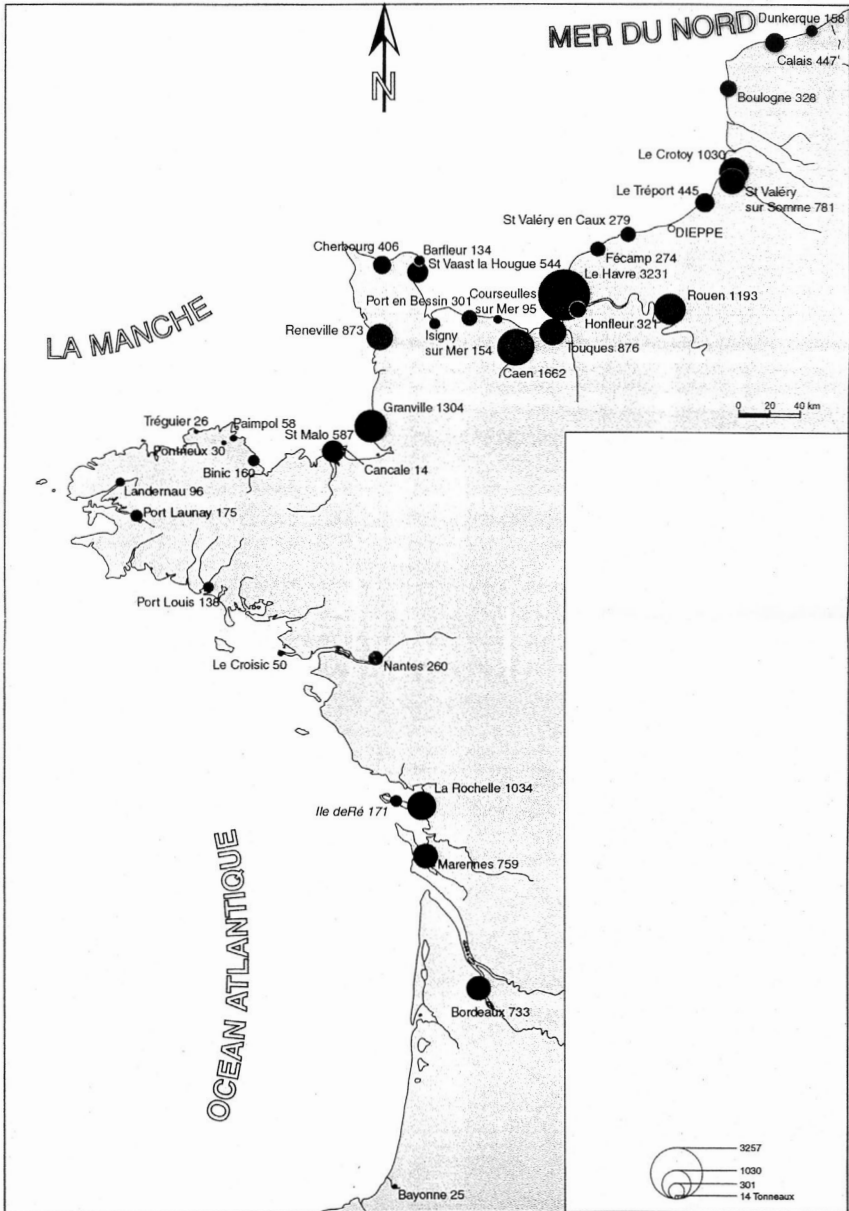 MER DU NORD
Dunkerque 158
Calais 447'
N
Boulogne 328
Le Crotoy 1030
Le Tréport 445
St Valéry
sur Somme 781
St Valéry en Caux 279
DIEPPE
Cherbourg 406
Barfleur 134
St Vaast la Hougue 544
Fécamp 274
Le Havre 3231
Port en Bessin 301
Courseulles
sur Mer 95
Rouen 1193
Honfleur 321
LA MANCHE
Reneville 873
Isigny
sur Mer 154
Touques 876
Caen 1662
0 20 40 km
Granville 1304
Tréguier 26
Paimpol 58
St Malo 587
Pontrieux 30
Binic 160
Cancale 14
Landernau 96
Port Launay 175
Port Louis 138
Le Croisic 50
Nantes 260
La Rochelle 1034
Ile deRé 171
Marennes 759
OCEAN ATLANTIQUE
Bordeaux 733
3257
1030
301
14 Tonneaux
Bayonne 25